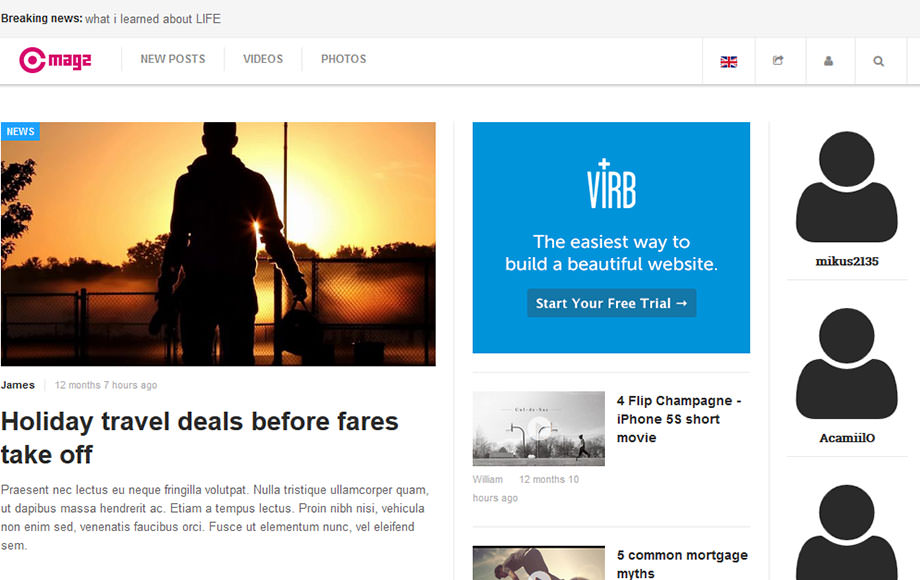 Breaking news: what i learned about LIFE
magz
NEW POSTS
VIDEOS
PHOTOS
NEWS
James
12 months 7 hours ago
Holiday travel deals before fares
take off
Praesent nec lectus eu neque fringilla volutpat. Nulla tristique ullamcorper quam,
ut dapibus massa hendrerit ac. Etiam a tempus lectus. Proin nibh nisi, vehicula
non enim sed, venenatis faucibus orci. Fusce ut elementum nunc, vel eleifend
sem.
VIRB
The easiest way to
build a beautiful website.
Start Your Free Trial →
Cul-de-Sac
4 Flip Champagne -
iPhone 5S short
movie
William 12 months 10
hours ago
5 common mortgage
myths
mikus2135
AcamiilO